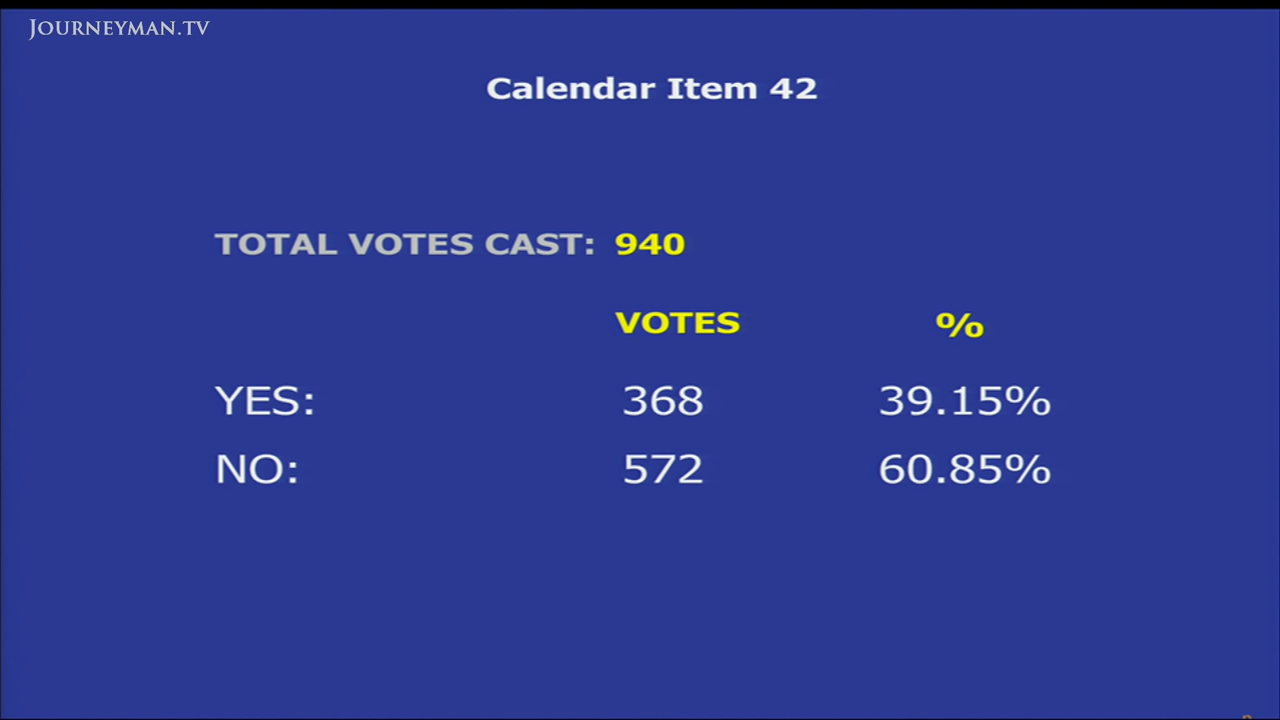 JOURNEYMAN.TV
Calendar Item 42
TOTAL VOTES CAST: 940
VOTES %
YES: 368 39.15%
NO: 572 60.85%